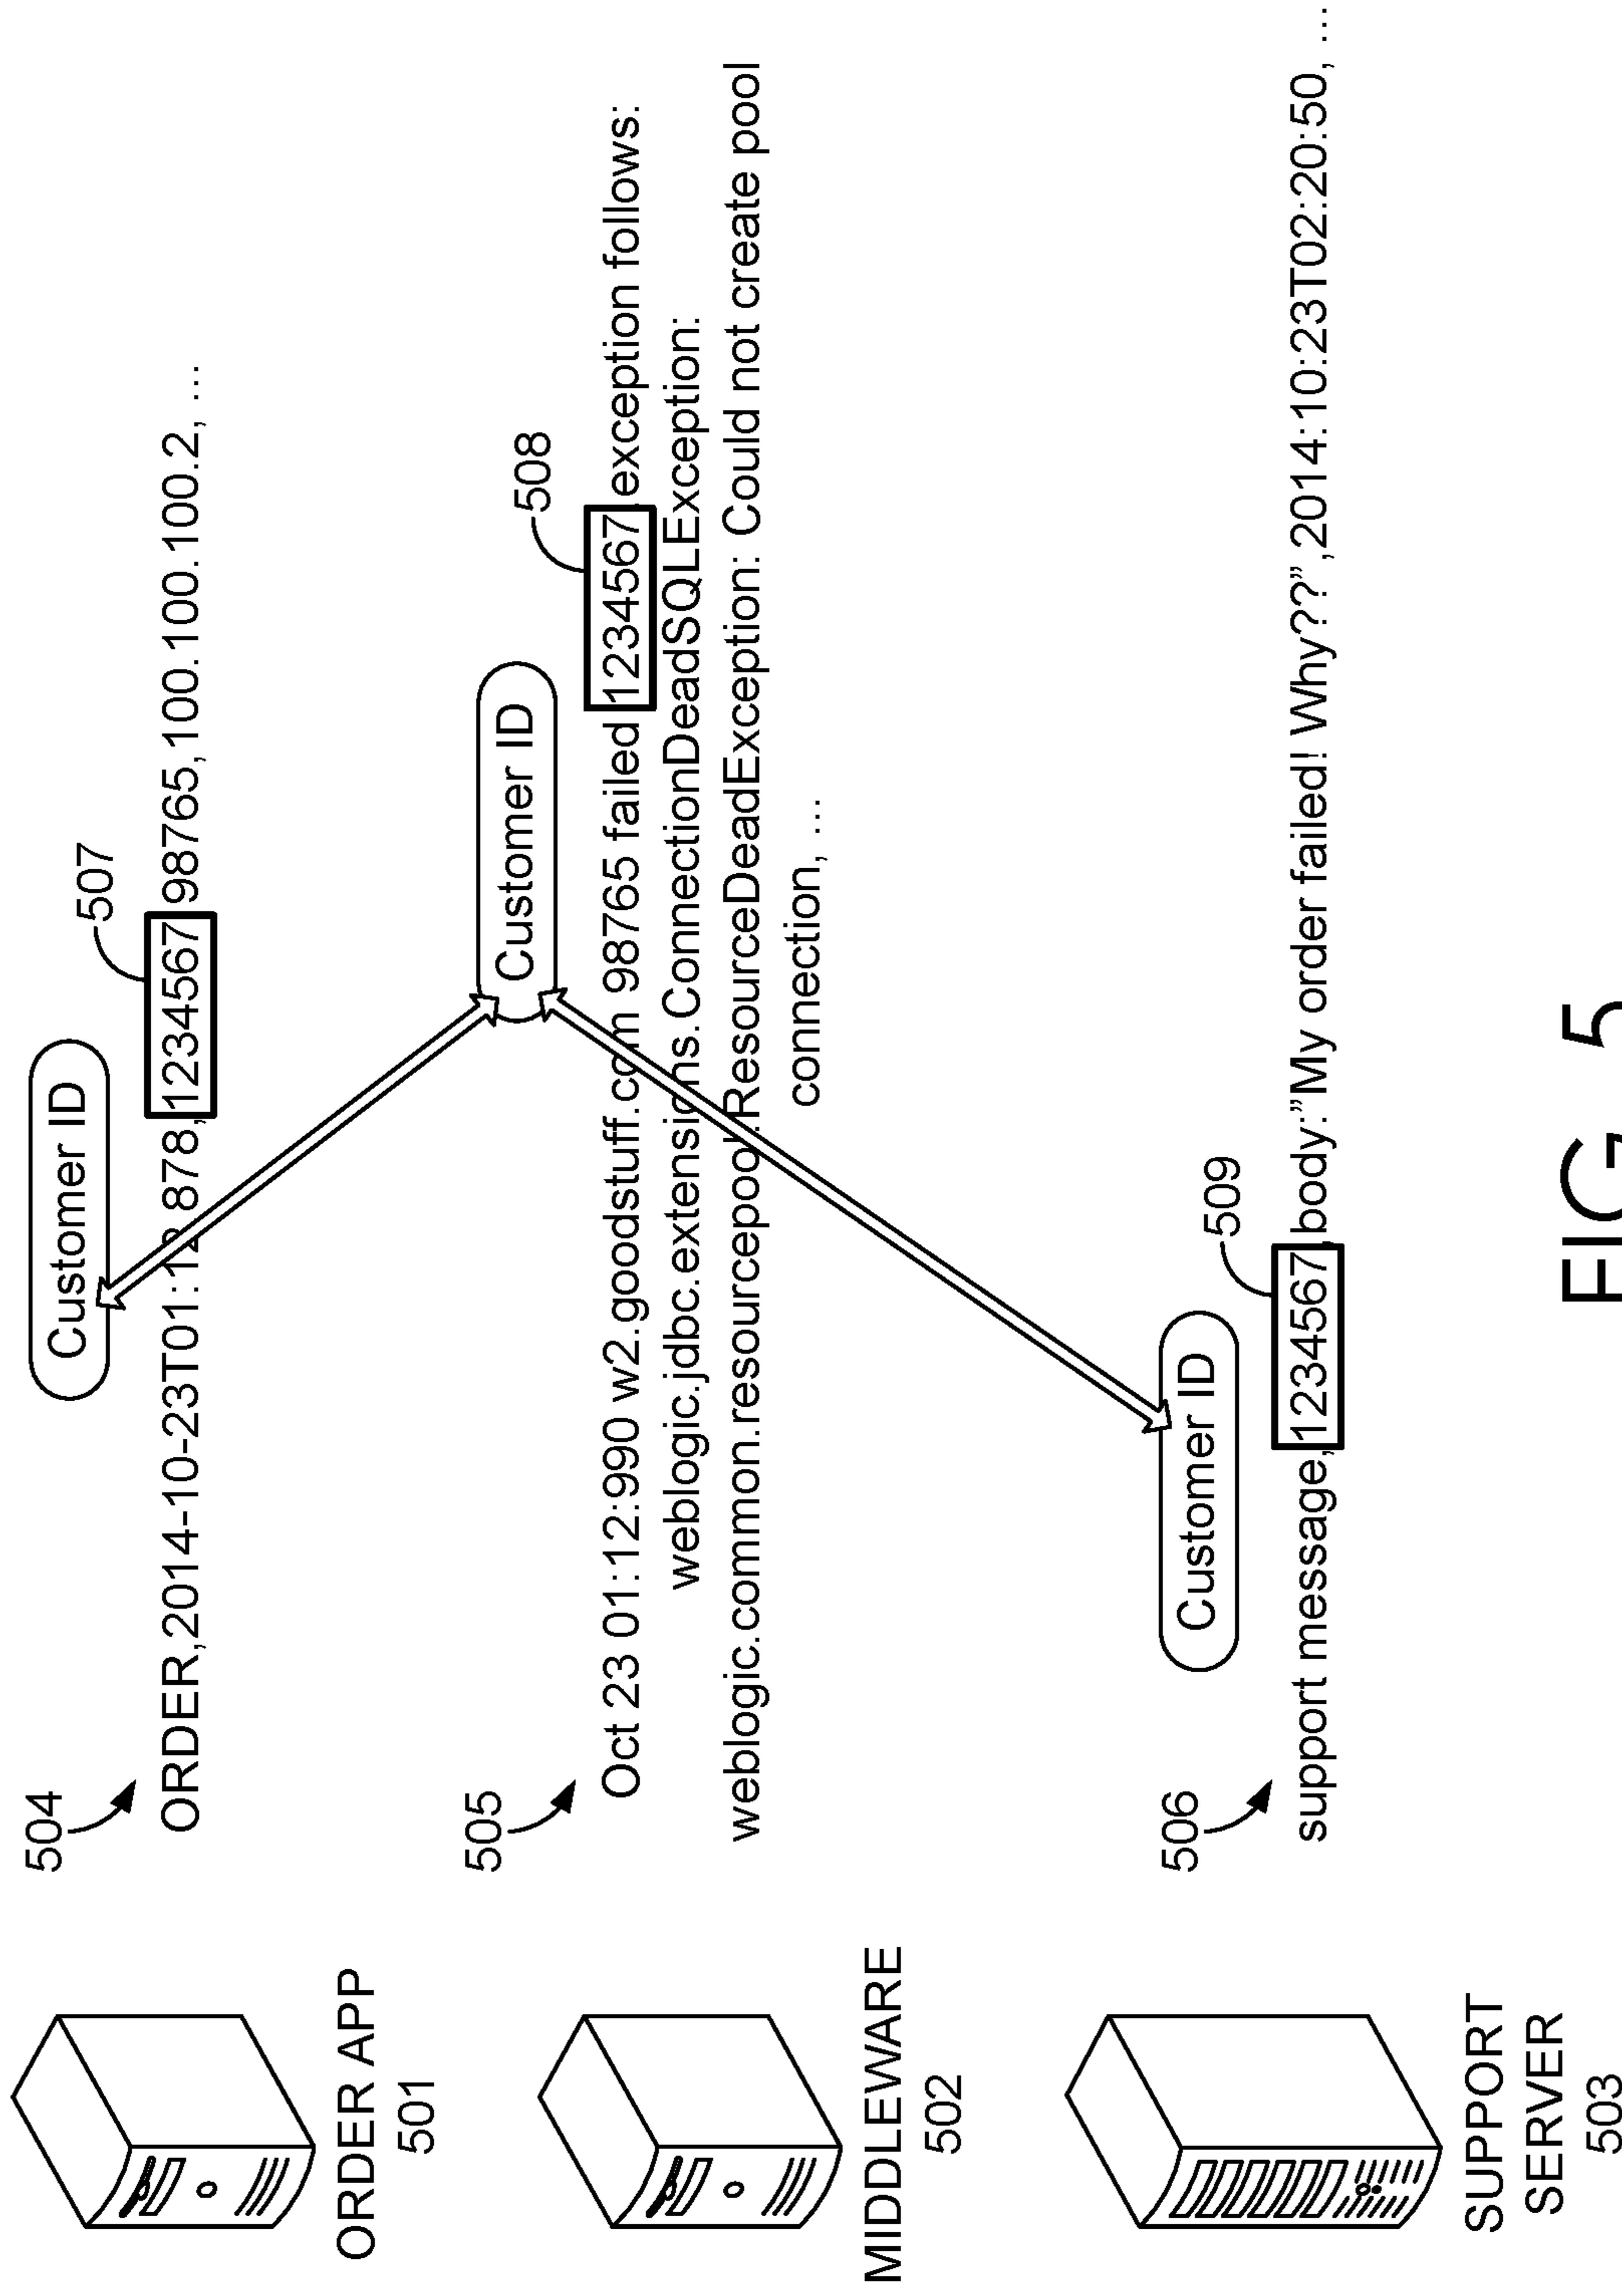 ORDER APP
501
504
Customer ID
507
ORDER,2014-10-23T01:12 878,1234567 98765,100.100.100.2, ...
MIDDLEWARE
502
505
Customer ID
508
Oct 23 01:12:990 w2.goodstuff.com 98765 failed 1234567 exception follows:
weblogic.jdbc.extensions.ConnectionDeadSQLException:
weblogic.common.resourcepool.ResourceDeadException: Could not create pool
connection, ...
SUPPORT
SERVER
503
506
Customer ID
509
support message,1234567,body:”My order failed! Why??”,2014:10:23T02:20:50, ...
FIG. 5